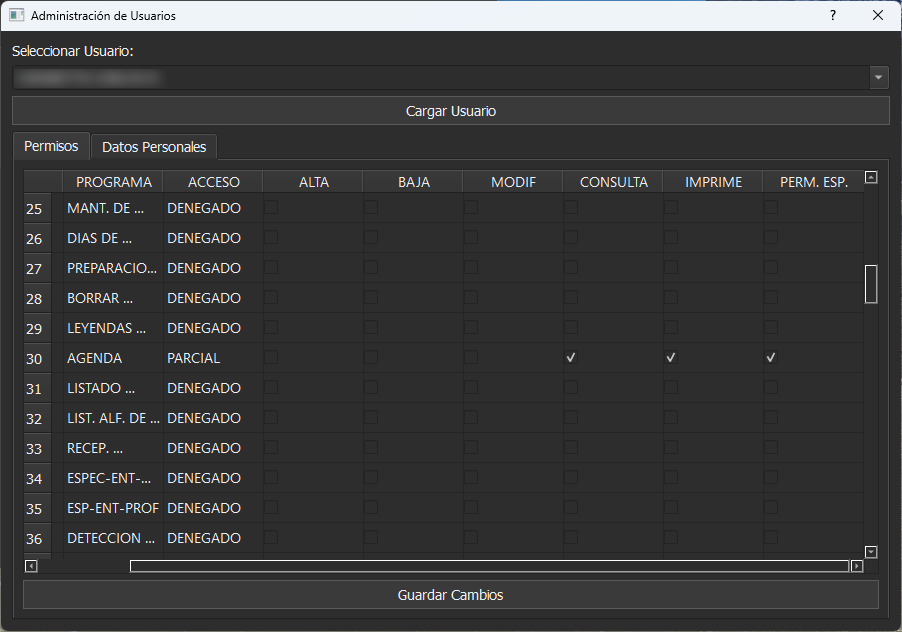 Administración de Usuarios ?
Seleccionar Usuario:
Cargar Usuario
Permisos Datos Personales
PROGRAMA ACCESO ALTA BAJA MODIF CONSULTA IMPRIME PERM. ESP.
25 MANT. DE ... DENEGADO
26 DIAS DE ... DENEGADO
27 PREPARACIO... DENEGADO
28 BORRAR ... DENEGADO
29 LEYENDAS ... DENEGADO
30 AGENDA PARCIAL
31 LISTADO ... DENEGADO
32 LIST. ALF. DE ... DENEGADO
33 RECEP. ... DENEGADO
34 ESPEC-ENT-... DENEGADO
35 ESP-ENT-PROF DENEGADO
36 DETECCION ... DENEGADO
Guardar Cambios